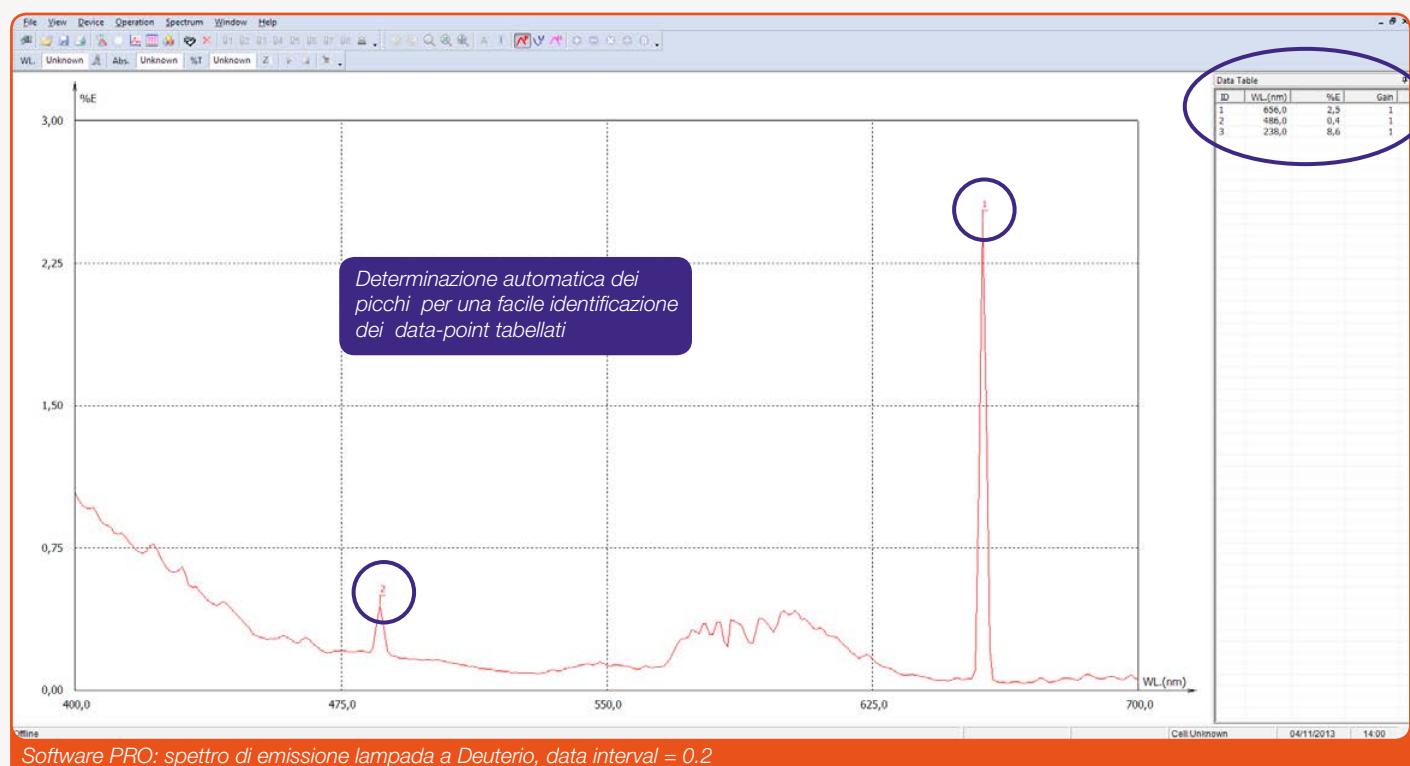 File View Device Operation Spectrum Window Help
WL. Unknown Abs. Unknown %T Unknown Z
%E
3,00
2,25
1,50
0,75
0,00
400,0 475,0 550,0 625,0 700,0
WL.(nm)
1
2
Determinazione automatica dei
picchi per una facile identificazione
dei data-point tabellati
Data Table
ID WL.(nm) %E Gain
1 656,0 2,5 1
2 486,0 0,4 1
3 238,0 8,6 1
Offline Cell:Unknown 04/11/2013 14:00
Software PRO: spettro di emissione lampada a Deuterio, data interval = 0.2